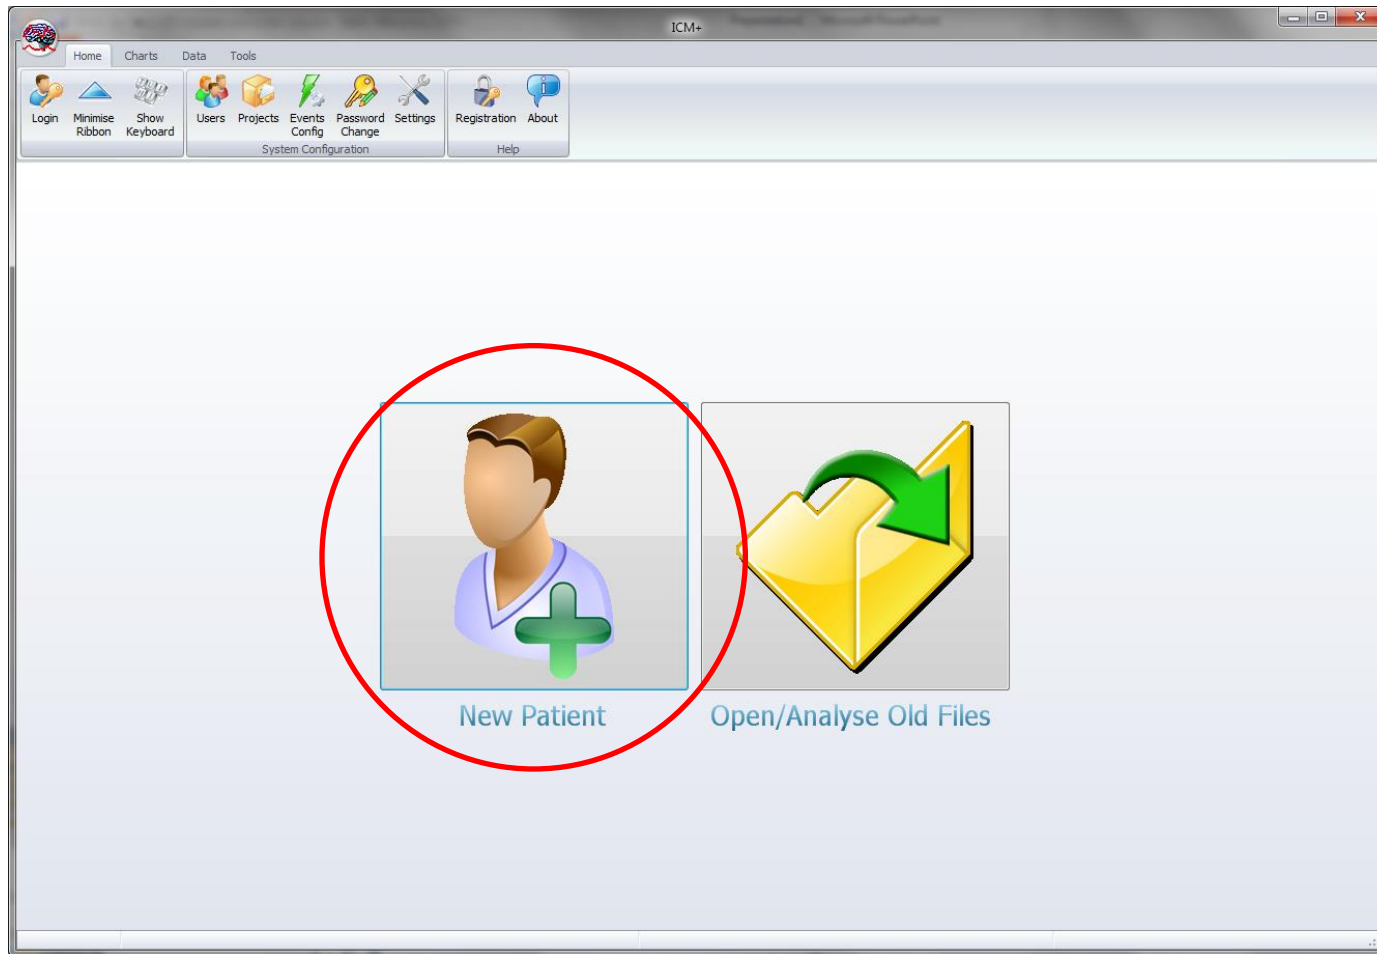 ICM+
Home Charts Data Tools
Login Minimise Ribbon Show Keyboard Users Projects Events Config Password Change Settings Registration About
System Configuration Help
New Patient Open/Analyse Old Files